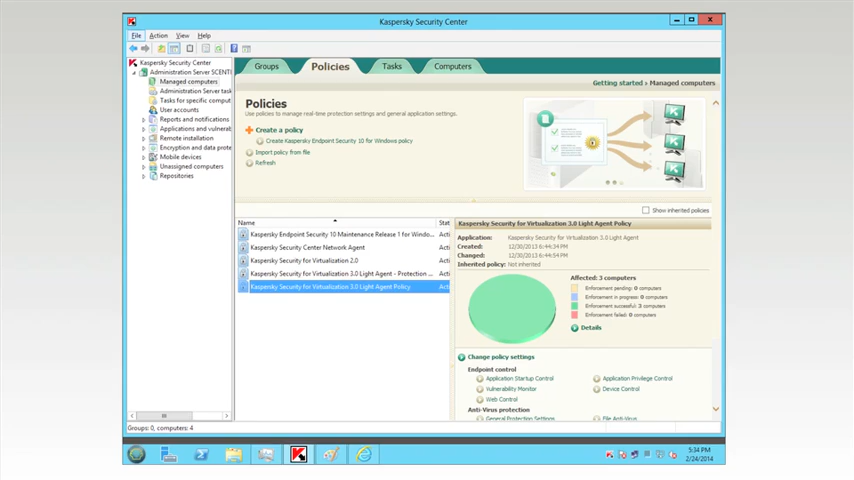 Kaspersky Security Center
File Action View Help
Kaspersky Security Center
Administration Server SCENTI
Managed computers
Administration Server task
Tasks for specific comput
User accounts
Reports and notifications
Applications and vulnerab
Remote installation
Encryption and data prote
Mobile devices
Unassigned computers
Repositories
Groups Policies Tasks Computers
Getting started › Managed computers
Policies
Use policies to manage real-time protection settings and general application settings.
Create a policy
Create Kaspersky Endpoint Security 10 for Windows policy
Import policy from file
Refresh
Show inherited policies
Name Stat
Kaspersky Endpoint Security 10 Maintenance Release 1 for Windo... Acti
Kaspersky Security Center Network Agent Acti
Kaspersky Security for Virtualization 2.0 Acti
Kaspersky Security for Virtualization 3.0 Light Agent - Protection ... Acti
Kaspersky Security for Virtualization 3.0 Light Agent Policy Acti
Kaspersky Security for Virtualization 3.0 Light Agent Policy
Application: Kaspersky Security for Virtualization 3.0 Light Agent
Created: 12/30/2013 6:44:34 PM
Changed: 12/30/2013 6:44:54 PM
Inherited policy: Not inherited
Affected: 3 computers
Enforcement pending: 0 computers
Enforcement in progress: 0 computers
Enforcement successful: 3 computers
Enforcement failed: 0 computers
Details
Change policy settings
Endpoint control
Application Startup Control Application Privilege Control
Vulnerability Monitor Device Control
Web Control
Anti-Virus protection
General Protection Settings File Anti-Virus
Groups: 0, computers: 4
5:34 PM
2/24/2014